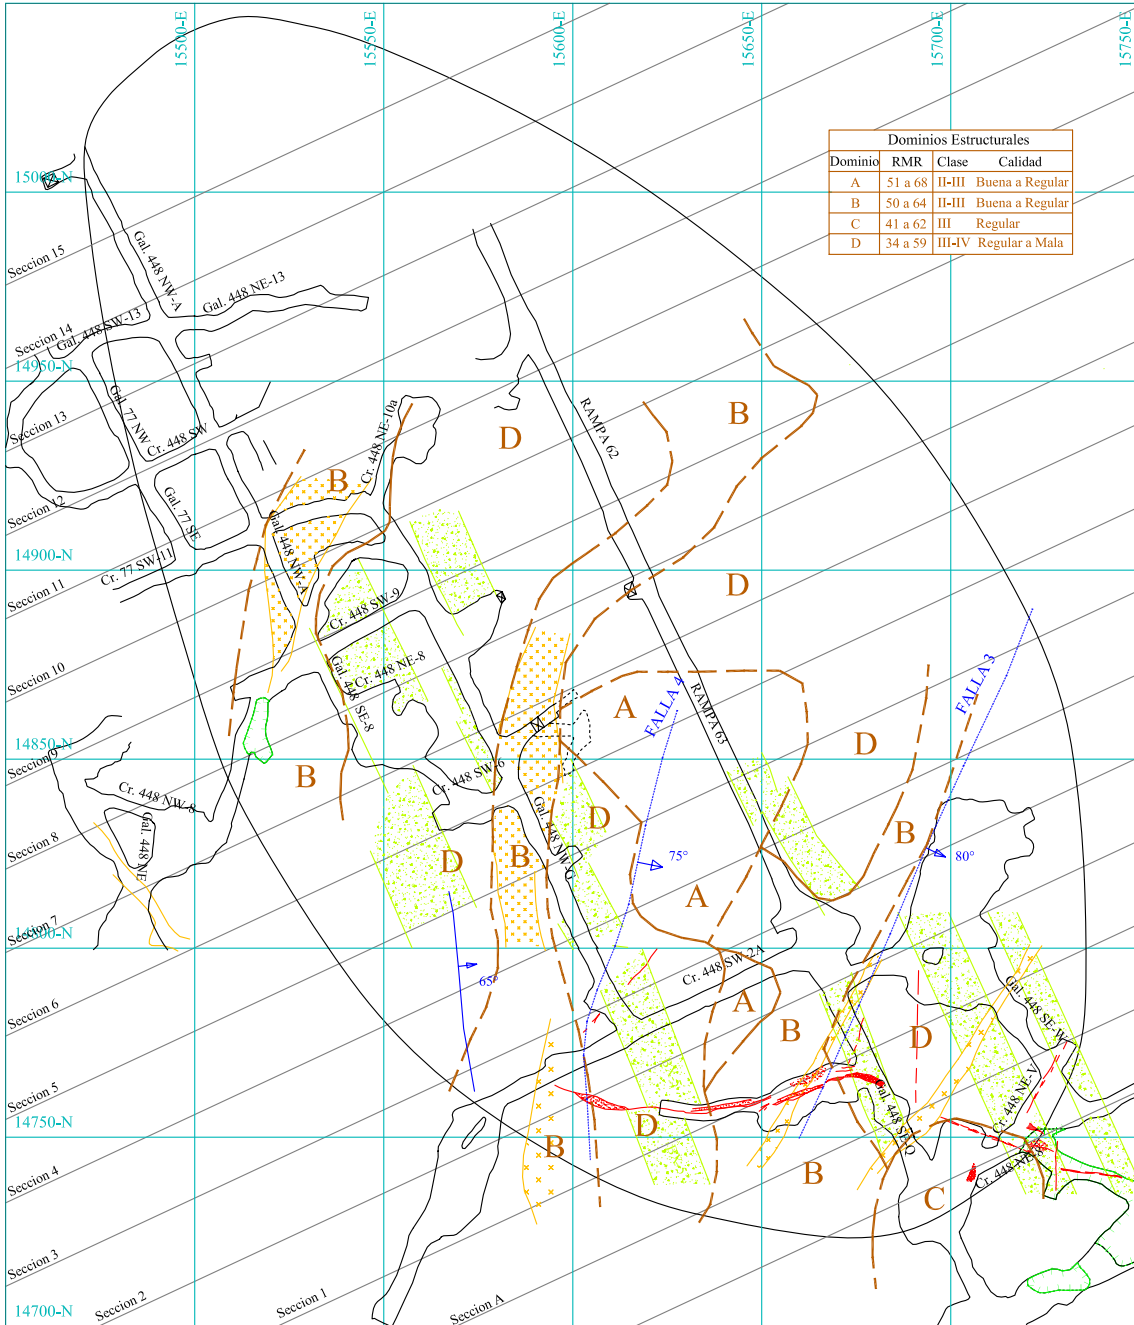 15500-E
15550-E
15600-E
15650-E
15700-E
15750-E
Dominios Estructurales
Dominio RMR Clase Calidad
A 51 a 68 II-III Buena a Regular
B 50 a 64 II-III Buena a Regular
C 41 a 62 III Regular
D 34 a 59 III-IV Regular a Mala
15000-N
Gal. 448 NW-A
Seccion 15
Gal. 448 NE-13
Seccion 14
Gal. 448 SW-13
14950-N
RAMPA 62
B
Gal. 77 NW
Cr. 448 SW
Cr. 448 NE-10a
D
Seccion 13
B
Seccion 12
Gal. 77 SE
Gal. 448 NW-A
14900-N
Cr. 77 SW-11
Seccion 11
D
Cr. 448 SW-9
Seccion 10
Cr. 448 NE-8
Gal. 448 SE-8
A
FALLA 4
RAMPA 63
FALLA 3
14850-N
Seccion 9
D
B
Cr. 448 SW-6
Cr. 448 NW-8
Gal. 448 NE
Gal. 448 NW-G
D
B
Seccion 8
D
B
75°
80°
A
Seccion 7
14800-N
65°
Cr. 448 SW-2A
Gal. 448 SE-W
Seccion 6
A
B
D
Seccion 5
Gal. 448 SE-Q
Cr. 448 NE-V
D
14750-N
B
B
Seccion 4
C
Seccion 3
Seccion 2
Seccion 1
Seccion A
14700-N